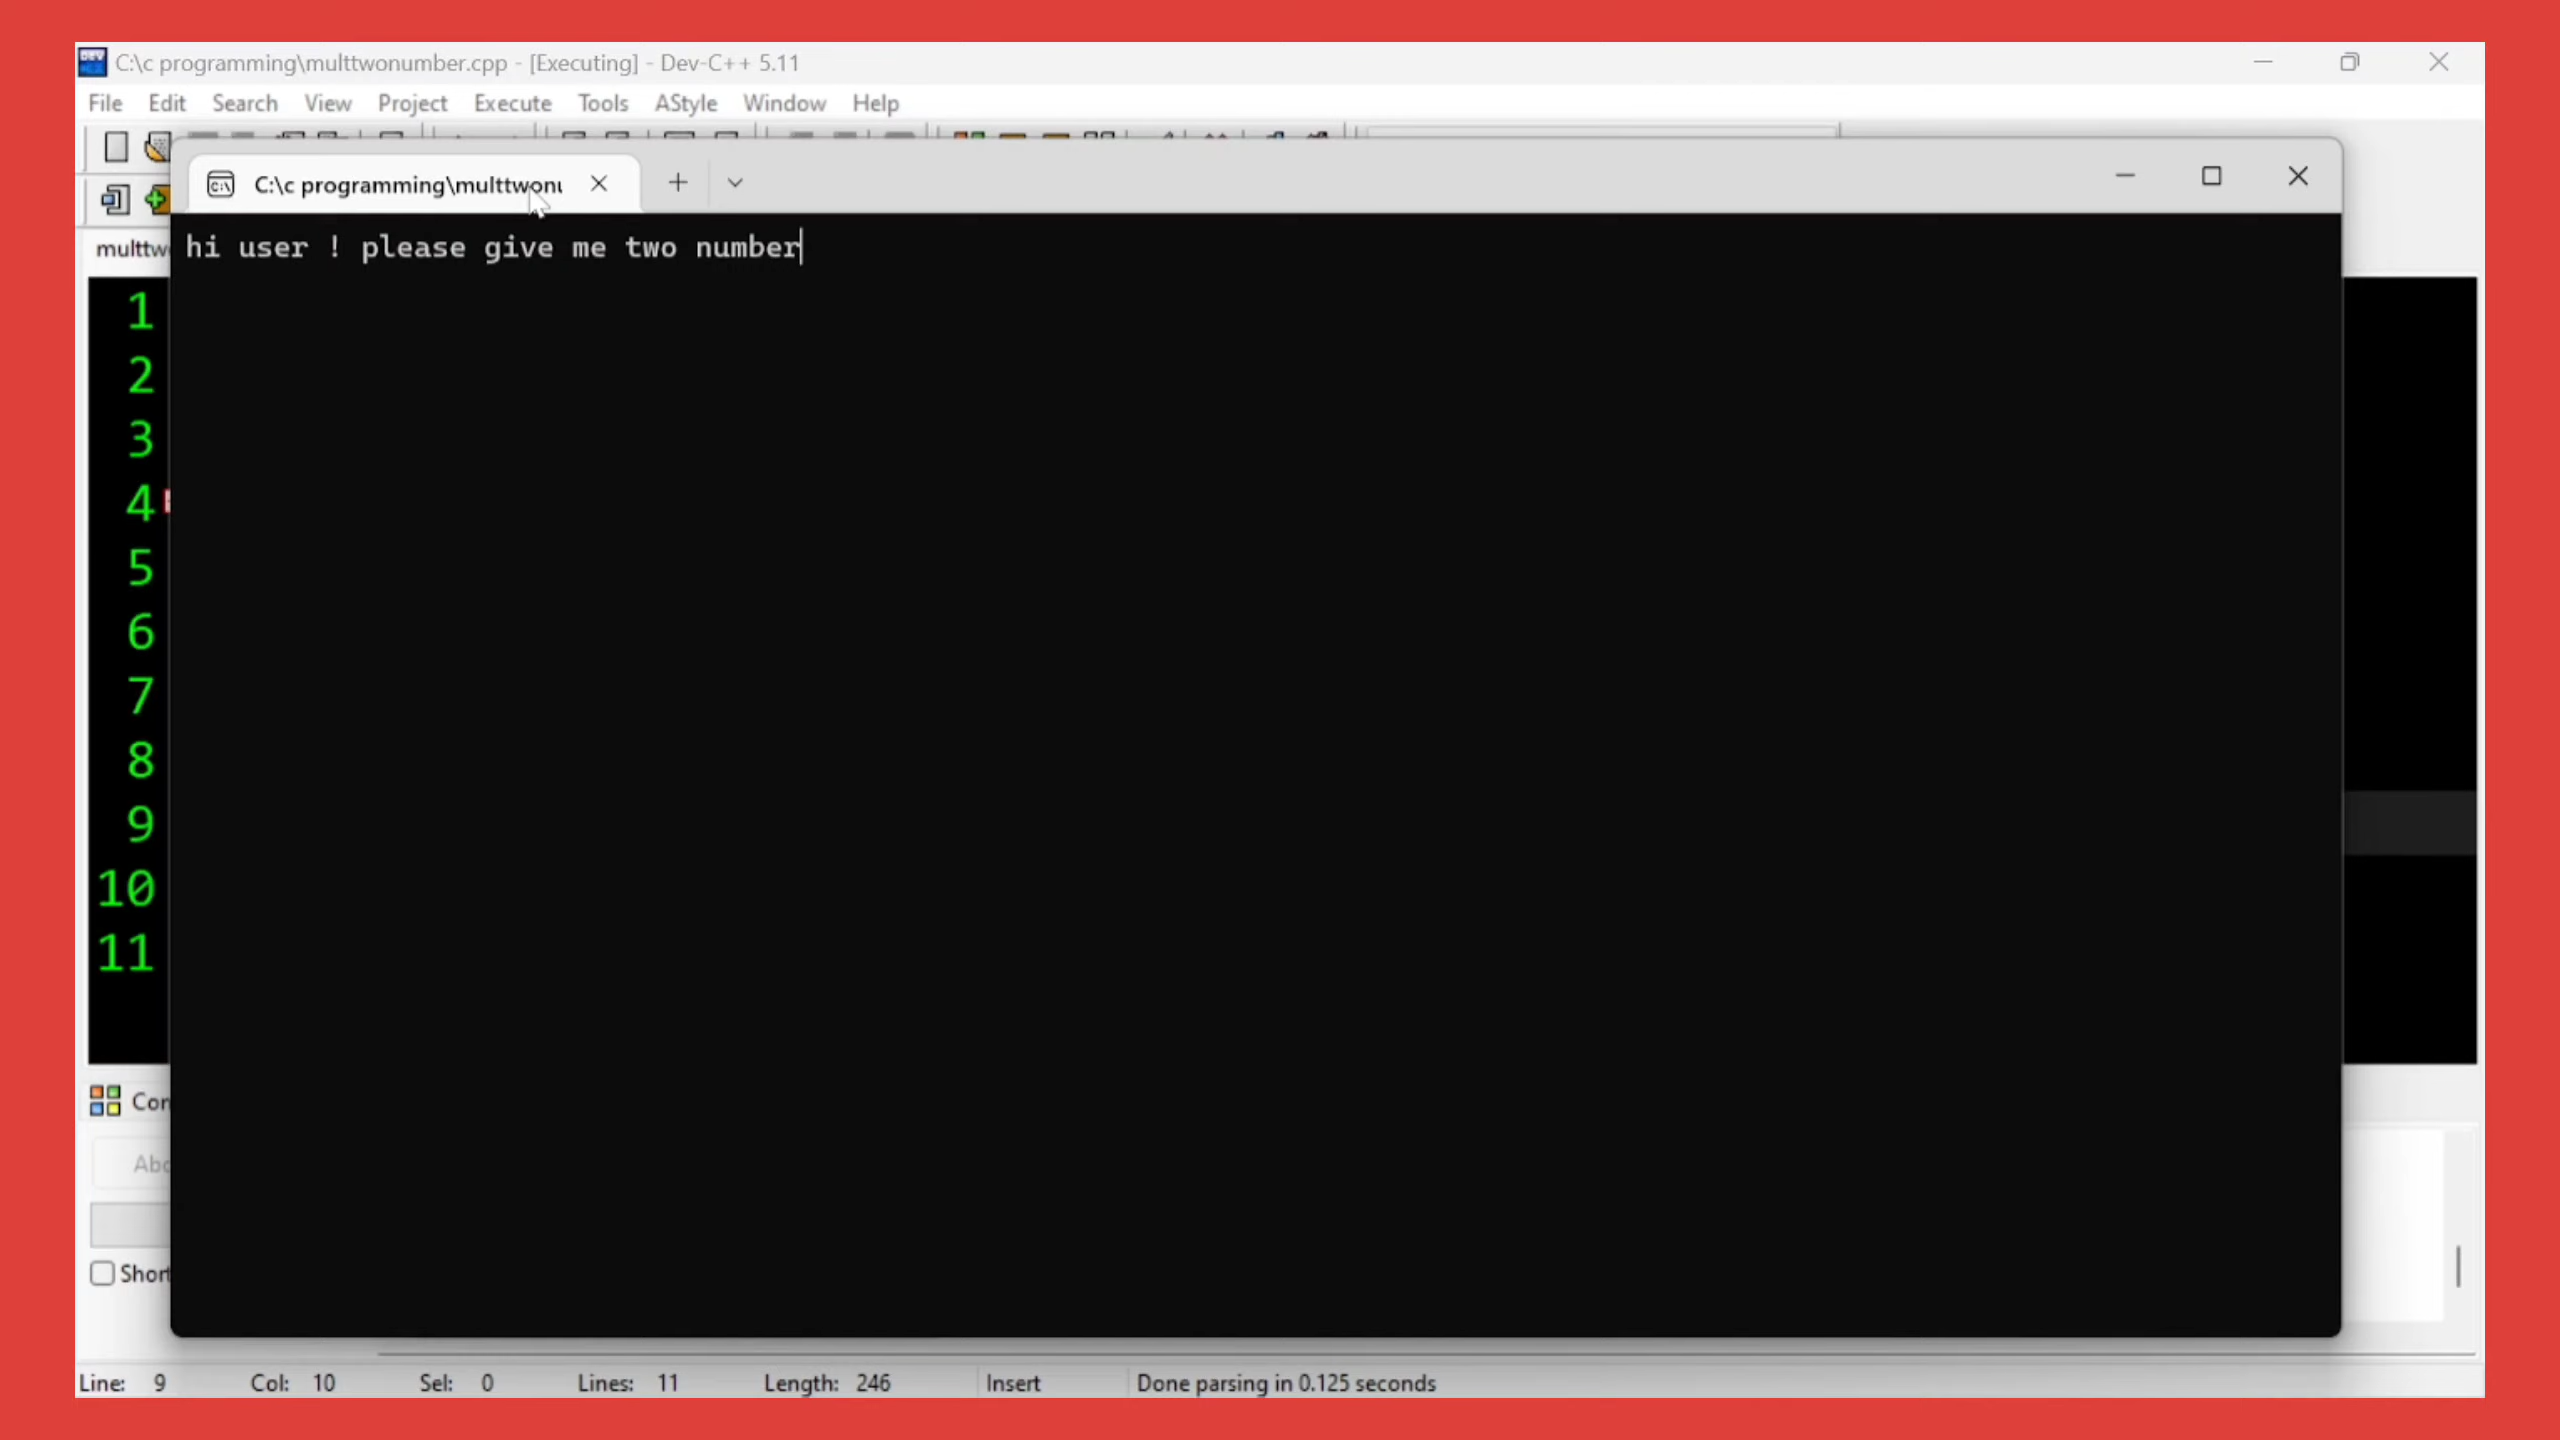 C:\c programming\multtwonumber.cpp - [Executing] - Dev-C++ 5.11
File Edit Search View Project Execute Tools AStyle Window Help
C:\c programming\multtwonu
hi user ! please give me two number
1
2
3
4
5
6
7
8
9
10
11
Line: 9 Col: 10 Sel: 0 Lines: 11 Length: 246 Insert Done parsing in 0.125 seconds